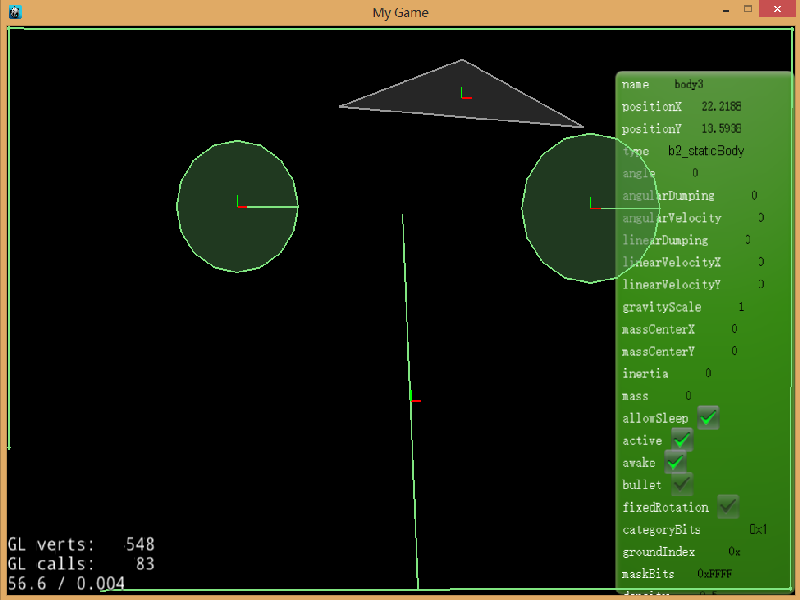 My Game
name body3
positionX 22.2188
positionY 13.5938
type b2_staticBody
angle 0
angularDumping 0
angularVelocity 0
linearDumping 0
linearVelocityX 0
linearVelocityY 0
gravityScale 1
massCenterX 0
massCenterY 0
inertia 0
mass 0
allowSleep
active
awake
bullet
fixedRotation
categoryBits 0x1
groundIndex 0x
maskBits 0xFFFF
density
GL verts: 548
GL calls: 83
56.6 / 0.004